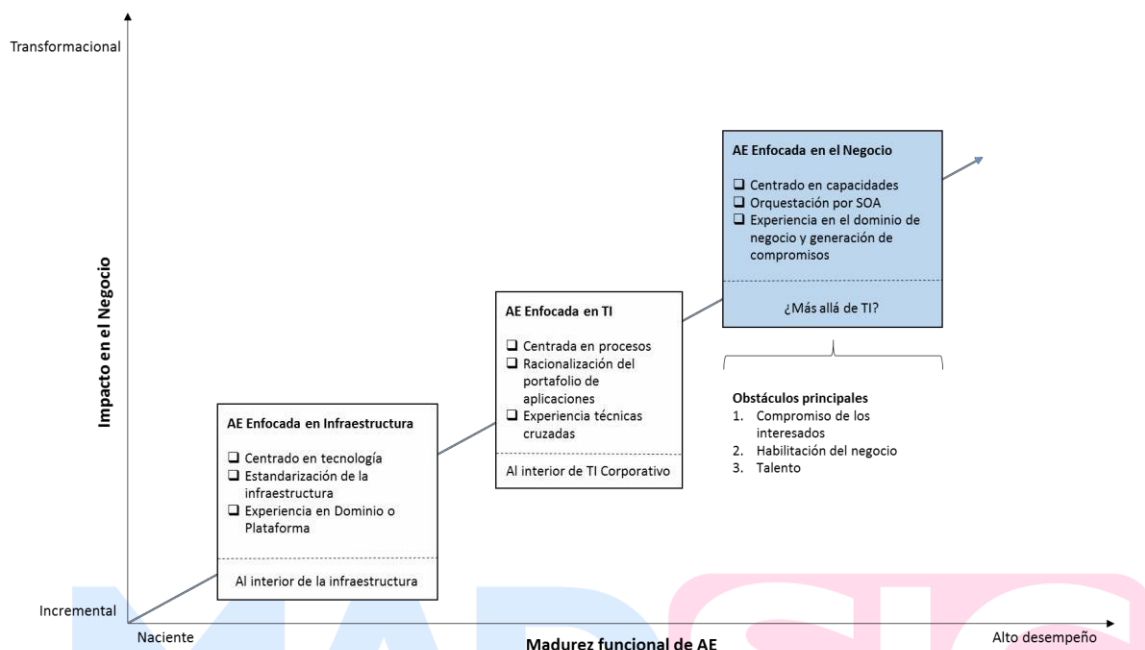 Transformacional
Impacto en el Negocio
Incremental
Naciente
Madurez funcional de AE
Alto desempeño
AE Enfocada en Infraestructura
❑ Centrado en tecnología
❑ Estandarización de la
infraestructura
❑ Experiencia en Dominio o
Plataforma
Al interior de la infraestructura
AE Enfocada en TI
❑ Centrada en procesos
❑ Racionalización del
portafolio de
aplicaciones
❑ Experiencia técnicas
cruzadas
Al interior de TI Corporativo
AE Enfocada en el Negocio
❑ Centrado en capacidades
❑ Orquestación por SOA
❑ Experiencia en el dominio de
negocio y generación de
compromisos
¿Más allá de TI?
Obstáculos principales
1. Compromiso de los
interesados
2. Habilitación del negocio
3. Talento